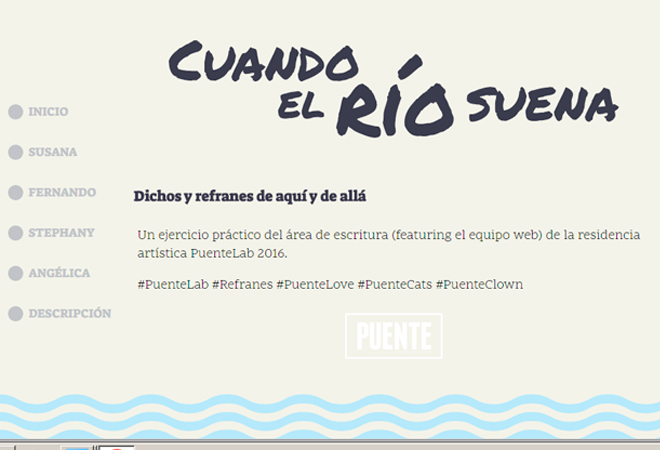 CUANDO
EL RÍO SUENA
INICIO
SUSANA
FERNANDO
STEPHANY
ANGÉLICA
DESCRIPCIÓN
Dichos y refranes de aquí y de allá
Un ejercicio práctico del área de escritura (featuring el equipo web) de la residencia
artística PuenteLab 2016.
#PuenteLab #Refranes #PuenteLove #PuenteCats #PuenteClown
PUENTE